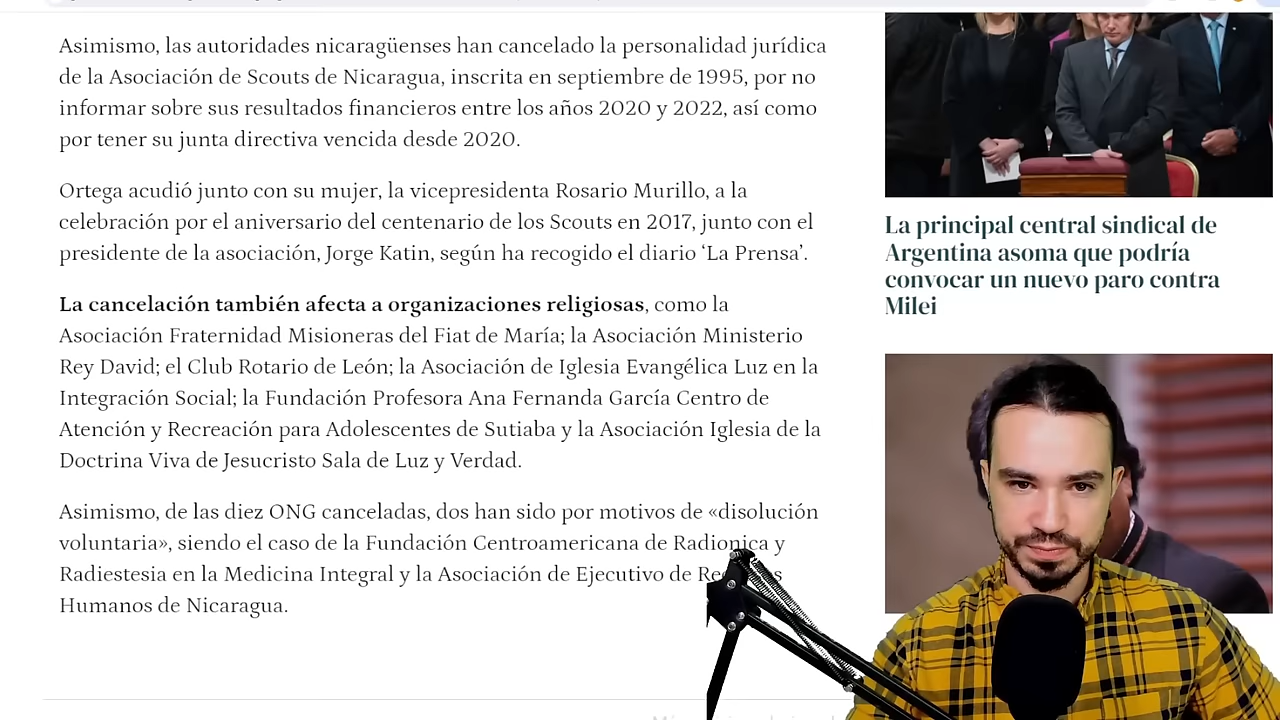 Asimismo, las autoridades nicaragüenses han cancelado la personalidad jurídica
de la Asociación de Scouts de Nicaragua, inscrita en septiembre de 1995, por no
informar sobre sus resultados financieros entre los años 2020 y 2022, así como
por tener su junta directiva vencida desde 2020.
Ortega acudió junto con su mujer, la vicepresidenta Rosario Murillo, a la
celebración por el aniversario del centenario de los Scouts en 2017, junto con el
presidente de la asociación, Jorge Katin, según ha recogido el diario ‘La Prensa’.
La cancelación también afecta a organizaciones religiosas, como la
Asociación Fraternidad Misioneras del Fiat de María; la Asociación Ministerio
Rey David; el Club Rotario de León; la Asociación de Iglesia Evangélica Luz en la
Integración Social; la Fundación Profesora Ana Fernanda García Centro de
Atención y Recreación para Adolescentes de Sutiaba y la Asociación Iglesia de la
Doctrina Viva de Jesucristo Sala de Luz y Verdad.
Asimismo, de las diez ONG canceladas, dos han sido por motivos de «disolución
voluntaria», siendo el caso de la Fundación Centroamericana de Radionica y
Radiestesia en la Medicina Integral y la Asociación de Ejecutivo de
Humanos de Nicaragua.
La principal central sindical de
Argentina asoma que podría
convocar un nuevo paro contra
Milei